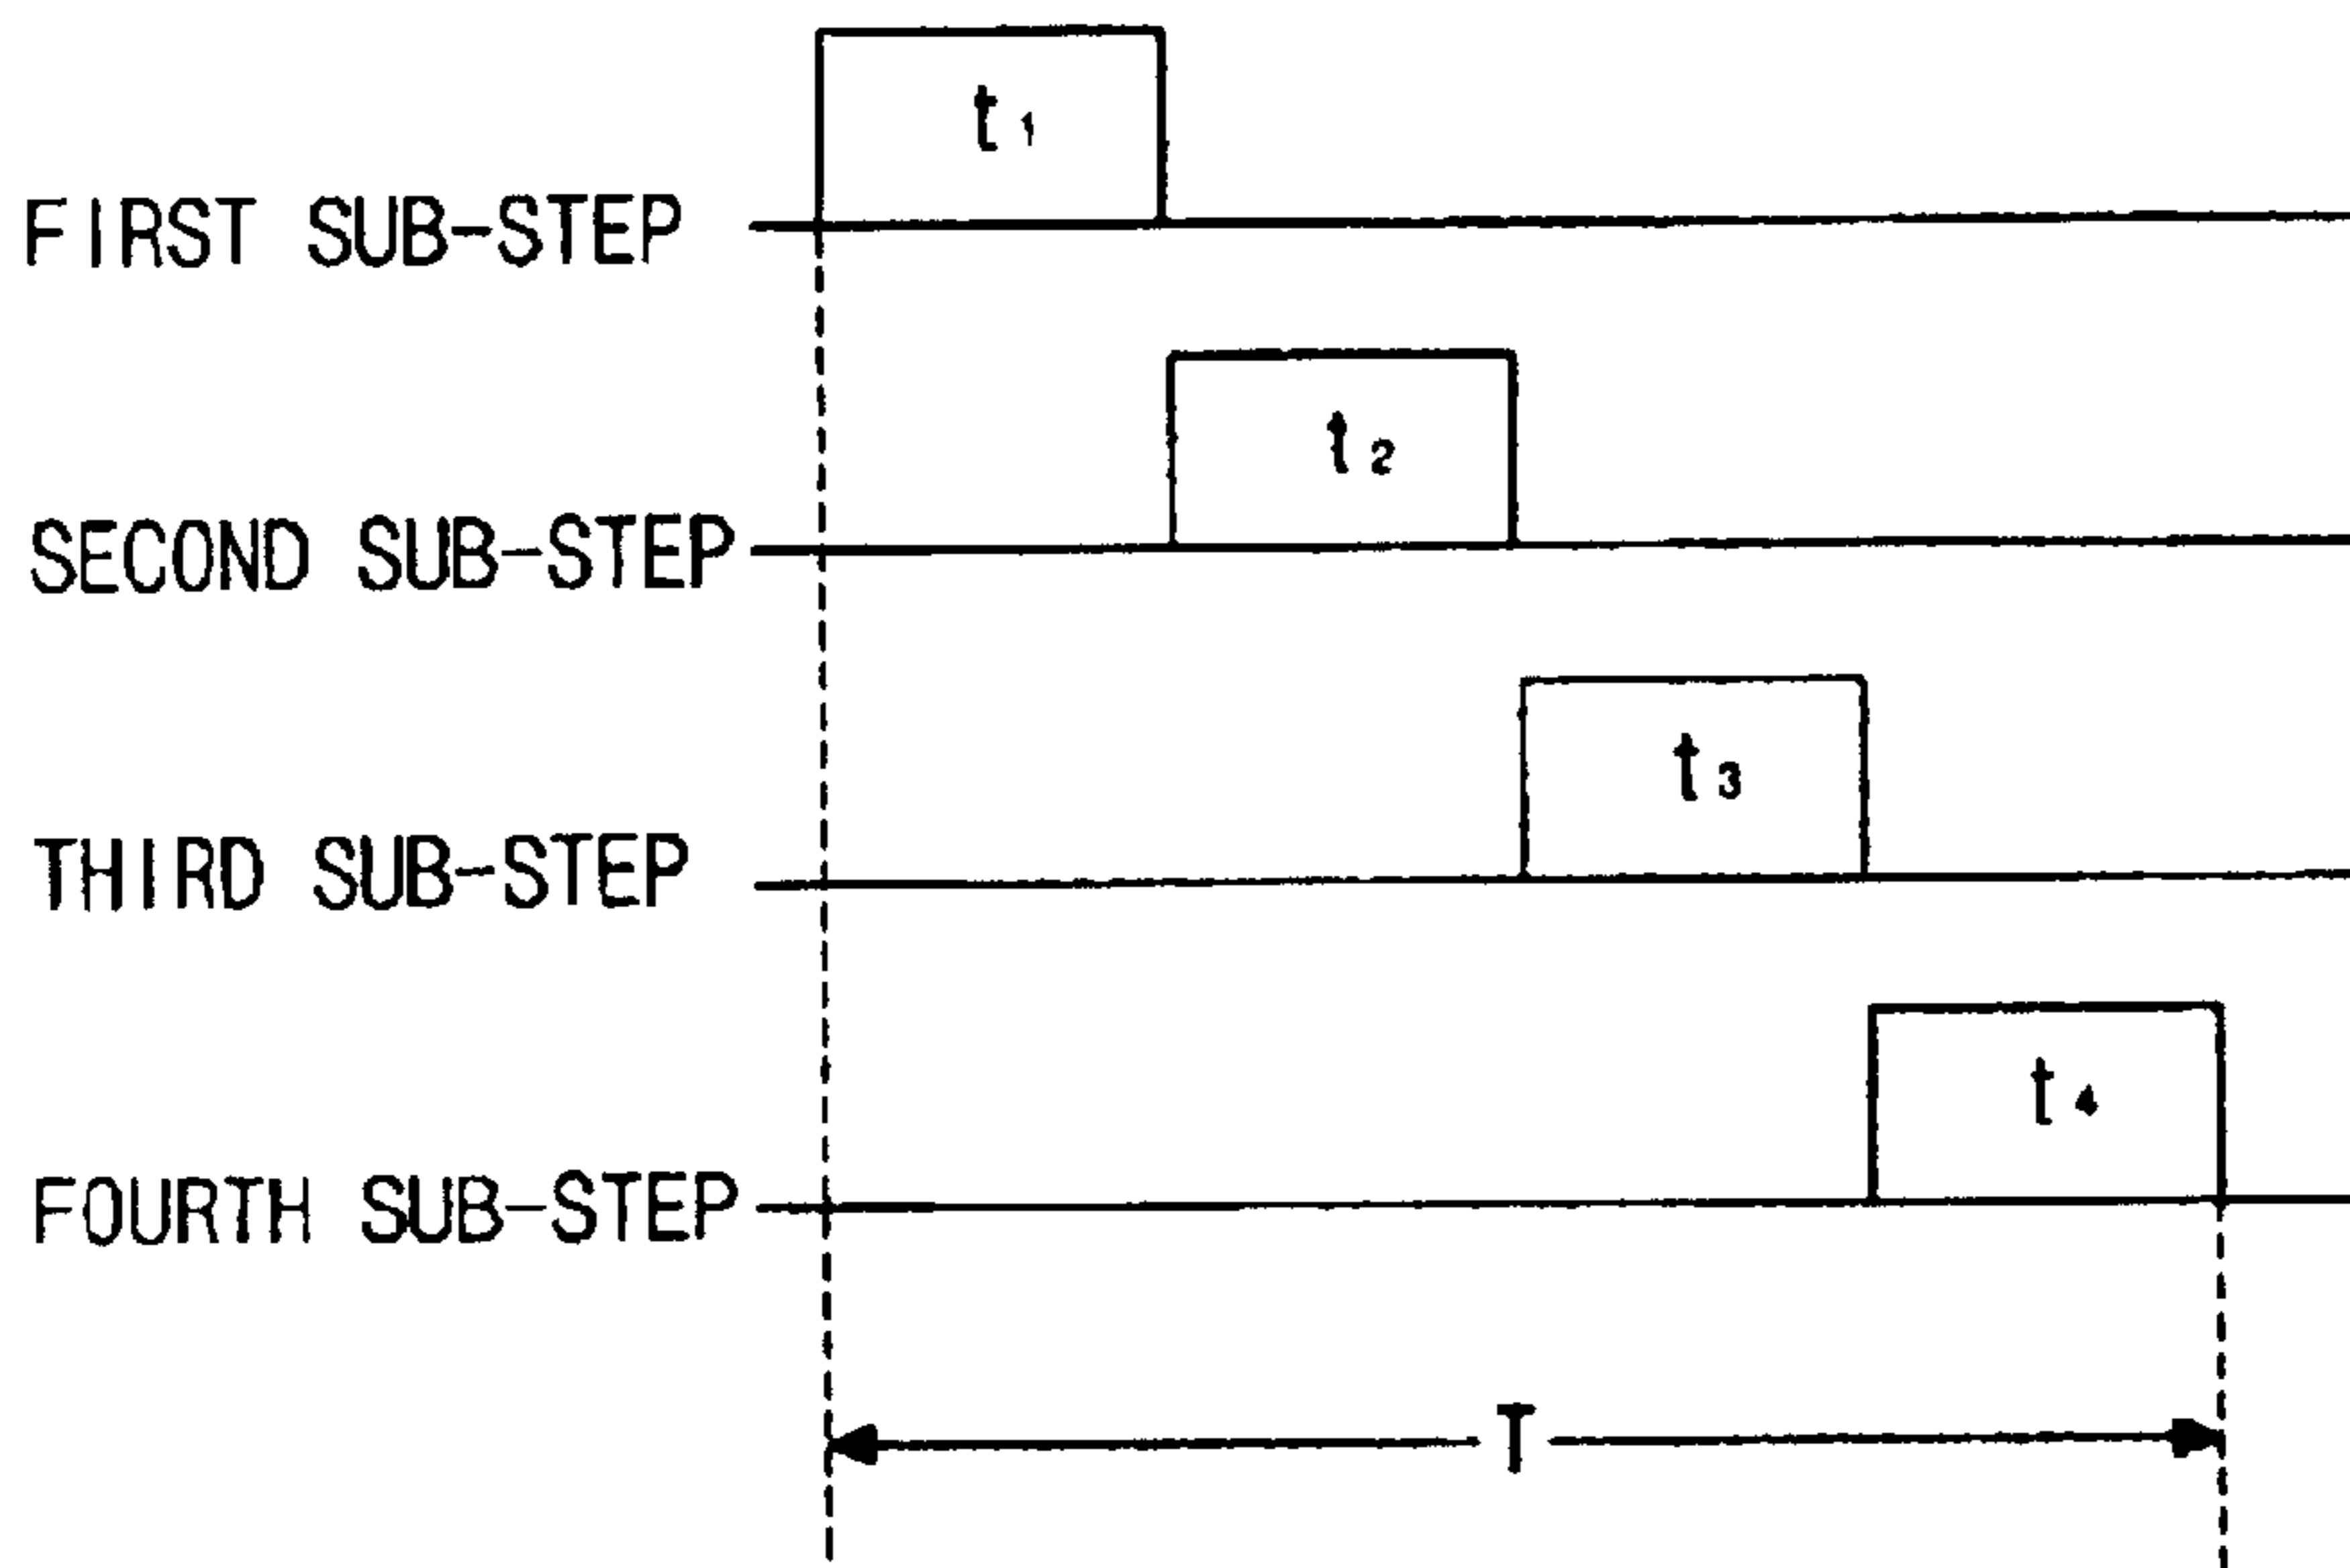 t₁
FIRST SUB-STEP
t₂
SECOND SUB-STEP
t₃
THIRD SUB-STEP
t₄
FOURTH SUB-STEP
T